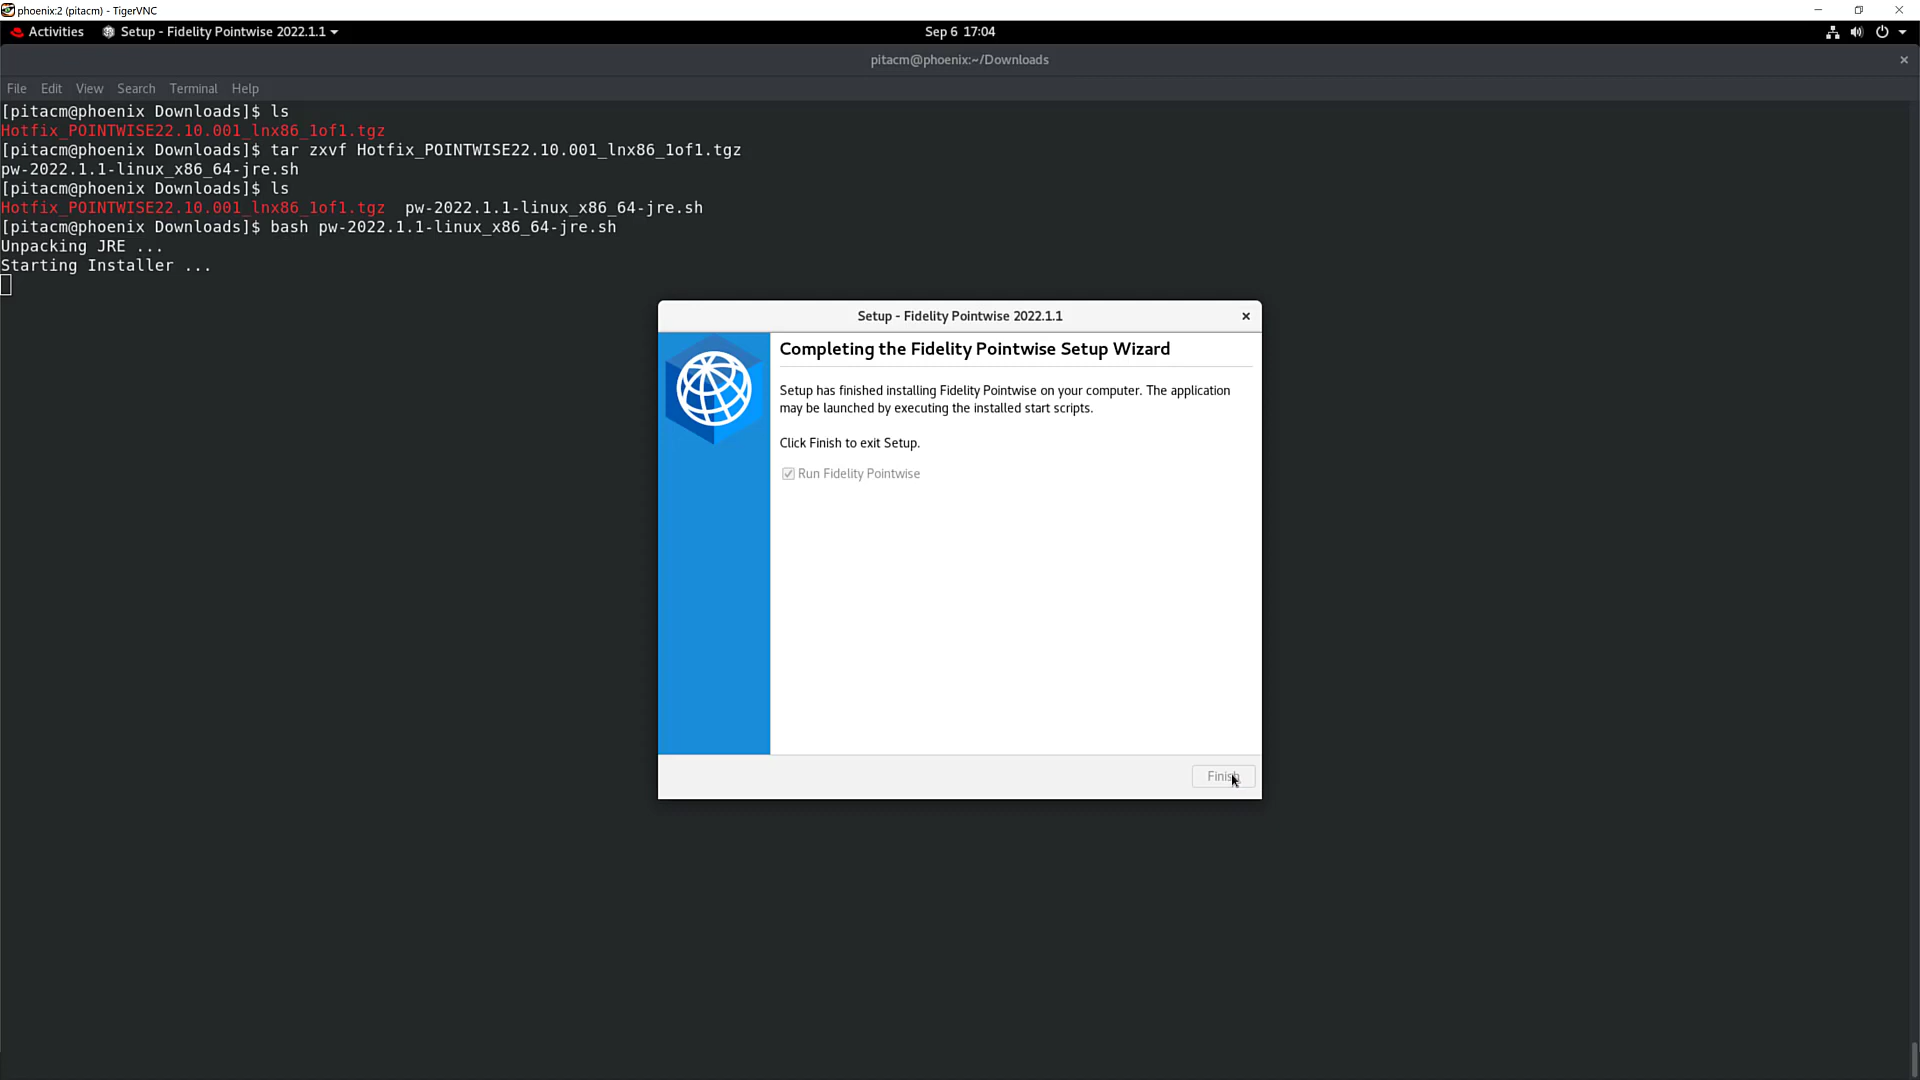 phoenix:2 (pitacm) - TigerVNC
Activities
Setup - Fidelity Pointwise 2022.1.1
Sep 6 17:04
pitacm@phoenix:~/Downloads
File Edit View Search Terminal Help
[pitacm@phoenix Downloads]$ ls
Hotfix_POINTWISE22.10.001_lnx86_1of1.tgz
[pitacm@phoenix Downloads]$ tar zxvf Hotfix_POINTWISE22.10.001_lnx86_1of1.tgz
pw-2022.1.1-linux_x86_64-jre.sh
[pitacm@phoenix Downloads]$ ls
Hotfix_POINTWISE22.10.001_lnx86_1of1.tgz  pw-2022.1.1-linux_x86_64-jre.sh
[pitacm@phoenix Downloads]$ bash pw-2022.1.1-linux_x86_64-jre.sh
Unpacking JRE ...
Starting Installer ...
Setup - Fidelity Pointwise 2022.1.1
Completing the Fidelity Pointwise Setup Wizard
Setup has finished installing Fidelity Pointwise on your computer. The application
may be launched by executing the installed start scripts.
Click Finish to exit Setup.
Run Fidelity Pointwise
Finish